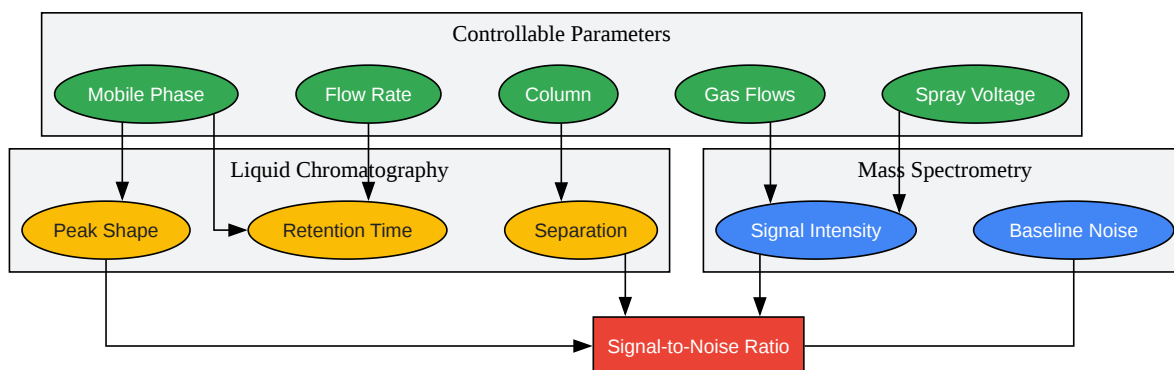 Controllable Parameters
Mobile Phase
Flow Rate
Column
Gas Flows
Spray Voltage
Liquid Chromatography
Mass Spectrometry
Peak Shape
Retention Time
Separation
Signal Intensity
Baseline Noise
Signal-to-Noise Ratio